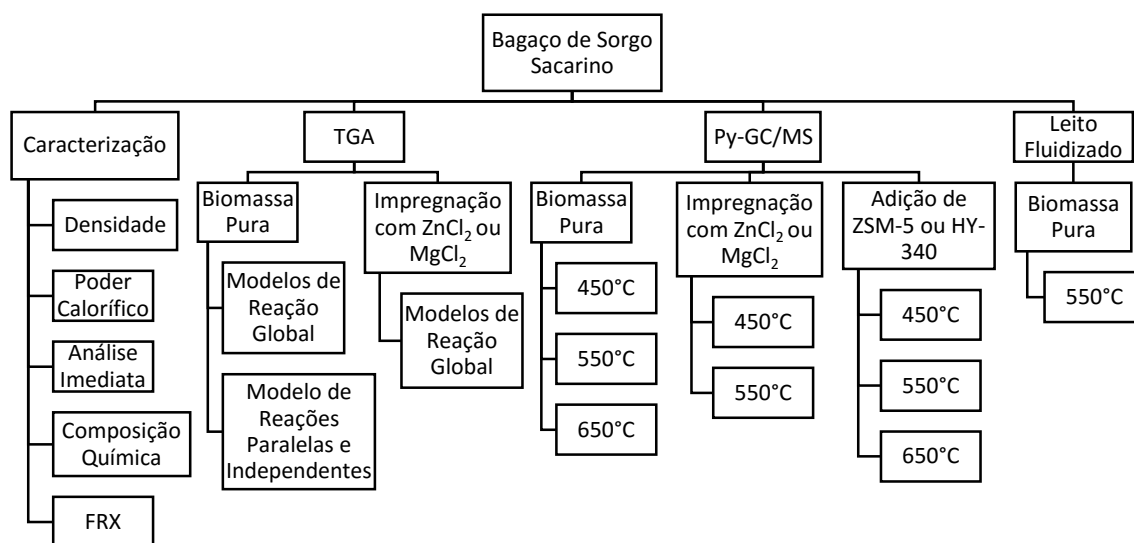 Bagaço de Sorgo
Sacarino
Caracterização
Densidade
Poder
Calorífico
Análise
Imediata
Composição
Química
FRX
TGA
Biomassa
Pura
Modelos de
Reação
Global
Modelo de
Reações
Paralelas e
Independentes
Impregnação
com ZnCl₂ ou
MgCl₂
Modelos de
Reação
Global
Py-GC/MS
Biomassa
Pura
450°C
550°C
650°C
Impregnação
com ZnCl₂ ou
MgCl₂
450°C
550°C
Adição de
ZSM-5 ou HY-
340
450°C
550°C
650°C
Leito
Fluidizado
Biomassa
Pura
550°C